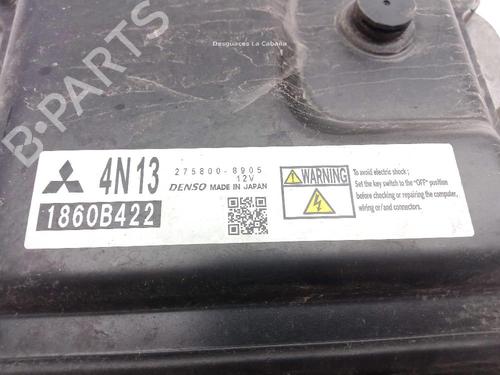 Desguaces La Cabaña
B-PARTS
4N13
275800-8905
12V
DENSO MADE IN JAPAN
1860B422
WARNING
To avoid electric shock ;
Set the key switch to the "OFF" position
before checking or repairing the computer,
wiring or/and connectors.